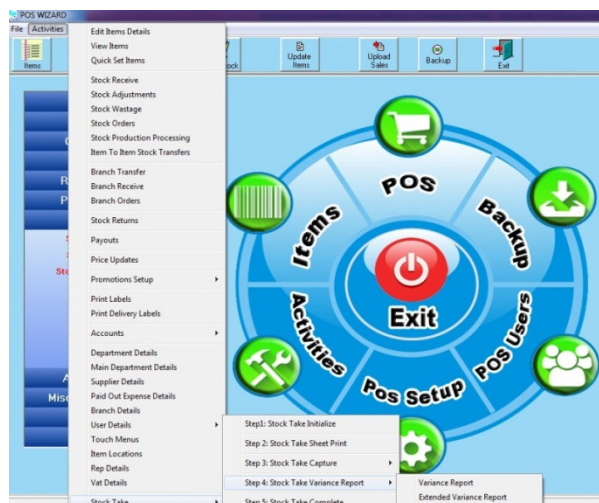 POS WIZARD
File Activities
Items
Update
Items
Upload
Sales
Backup
Exit
Edit Items Details
View Items
Quick Set Items
Stock Receive
Stock Adjustments
Stock Wastage
Stock Orders
Stock Production Processing
Item To Item Stock Transfers
Branch Transfer
Branch Receive
Branch Orders
Stock Returns
Payouts
Price Updates
Promotions Setup
Print Labels
Print Delivery Labels
Accounts
Department Details
Main Department Details
Supplier Details
Paid Out Expense Details
Branch Details
User Details
Touch Menus
Item Locations
Rep Details
Vat Details
Stock Take
Step1: Stock Take Initialize
Step 2: Stock Take Sheet Print
Step 3: Stock Take Capture
Step 4: Stock Take Variance Report
Step 5: Stock Take Complete
Variance Report
Extended Variance Report
POS
Backup
POS Users
POS Setup
Activities
Items
Exit